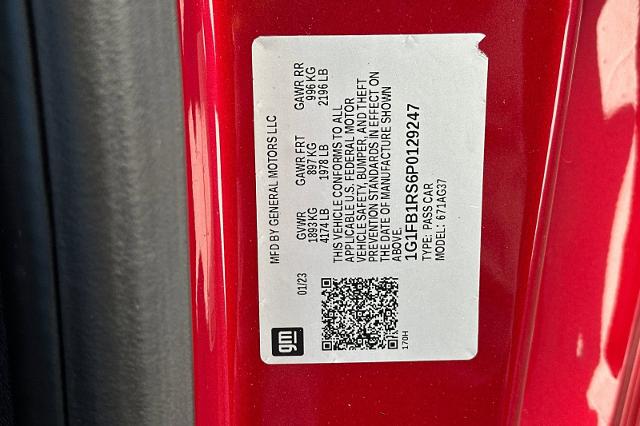 gm
01/23
MFD BY GENERAL MOTORS LLC
GVWR GAWR FRT GAWR RR
1893 KG 897 KG 996 KG
4174 LB 1978 LB 2196 LB
THIS VEHICLE CONFORMS TO ALL
APPLICABLE U.S. FEDERAL MOTOR
VEHICLE SAFETY, BUMPER, AND THEFT
PREVENTION STANDARDS IN EFFECT ON
THE DATE OF MANUFACTURE SHOWN
ABOVE.
1G1FB1RS6P0129247
TYPE: PASS CAR
MODEL: 671AG37
170H